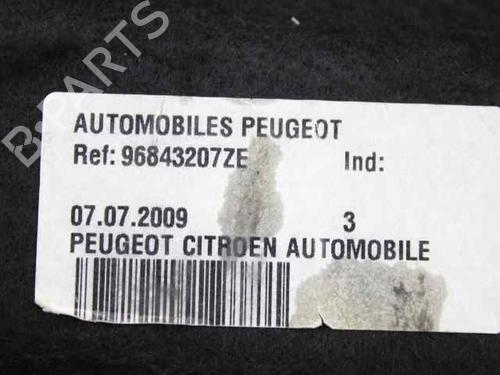 B-PARTS
AUTOMOBILES PEUGEOT
Ref: 96843207ZE Ind:
07.07.2009 3
PEUGEOT CITROEN AUTOMOBILE